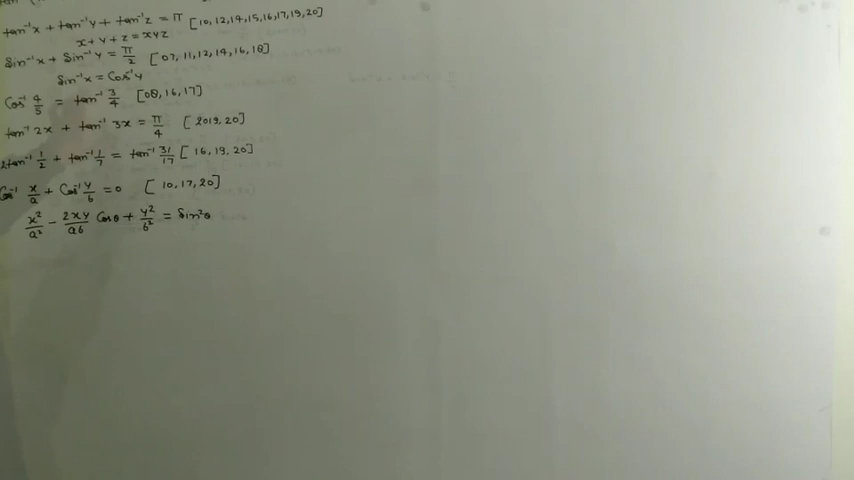 tan⁻¹x + tan⁻¹y + tan⁻¹z = π [10,12,14,15,16,17,19,20]
x+y+z = xyz
sin⁻¹x + sin⁻¹y = π/2 [07,11,12,14,16,18]
sin⁻¹x = cos⁻¹y
cos⁻¹ 4/5 = tan⁻¹ 3/4 [08,16,17]
tan⁻¹ 2x + tan⁻¹ 3x = π/4 [2019,20]
2tan⁻¹ 1/2 + tan⁻¹ 1/7 = tan⁻¹ 31/17 [16,19,20]
cos⁻¹ x/a + cos⁻¹ y/b = θ [10,17,20]
x²/a² - 2xy/ab cosθ + y²/b² = sin²θ